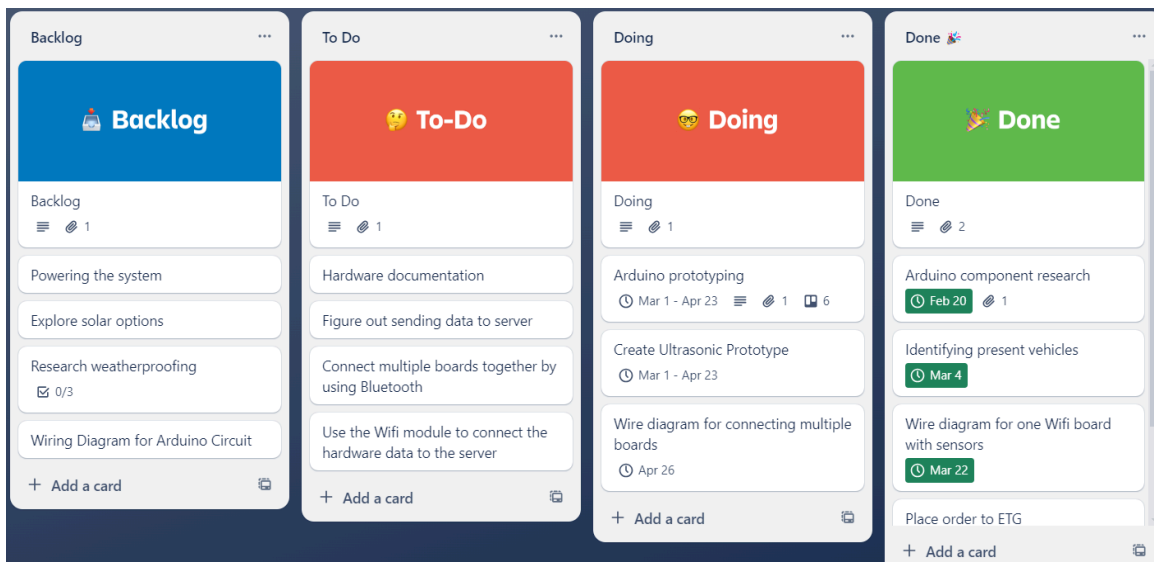 Backlog
Backlog
Backlog
1
Powering the system
Explore solar options
Research weatherproofing
0/3
Wiring Diagram for Arduino Circuit
+ Add a card
To Do
To-Do
To Do
1
Hardware documentation
Figure out sending data to server
Connect multiple boards together by
using Bluetooth
Use the Wifi module to connect the
hardware data to the server
+ Add a card
Doing
Doing
Doing
1
Arduino prototyping
Mar 1 - Apr 23 1 6
Create Ultrasonic Prototype
Mar 1 - Apr 23
Wire diagram for connecting multiple
boards
Apr 26
+ Add a card
Done 🎉
Done
Done
2
Arduino component research
Feb 20 1
Identifying present vehicles
Mar 4
Wire diagram for one Wifi board
with sensors
Mar 22
Place order to ETG
+ Add a card